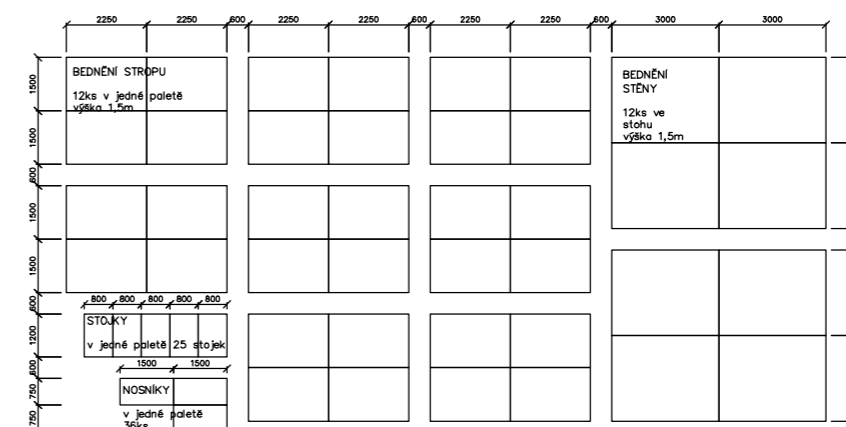 2250 2250 600 2250 2250 600 2250 2250 600 3000 3000
1500
1500
600
1500
1500
600
1200
600
750
750
BEDNĚNÍ STROPU
12ks v jedné paletě
výška 1,5m
BEDNĚNÍ
STĚNY
12ks ve
stohu
výška 1,5m
800 800 800 800 800
STOJKY
v jedné paletě 25 stojek
1500 1500
NOSNÍKY
v jedné paletě
36ks